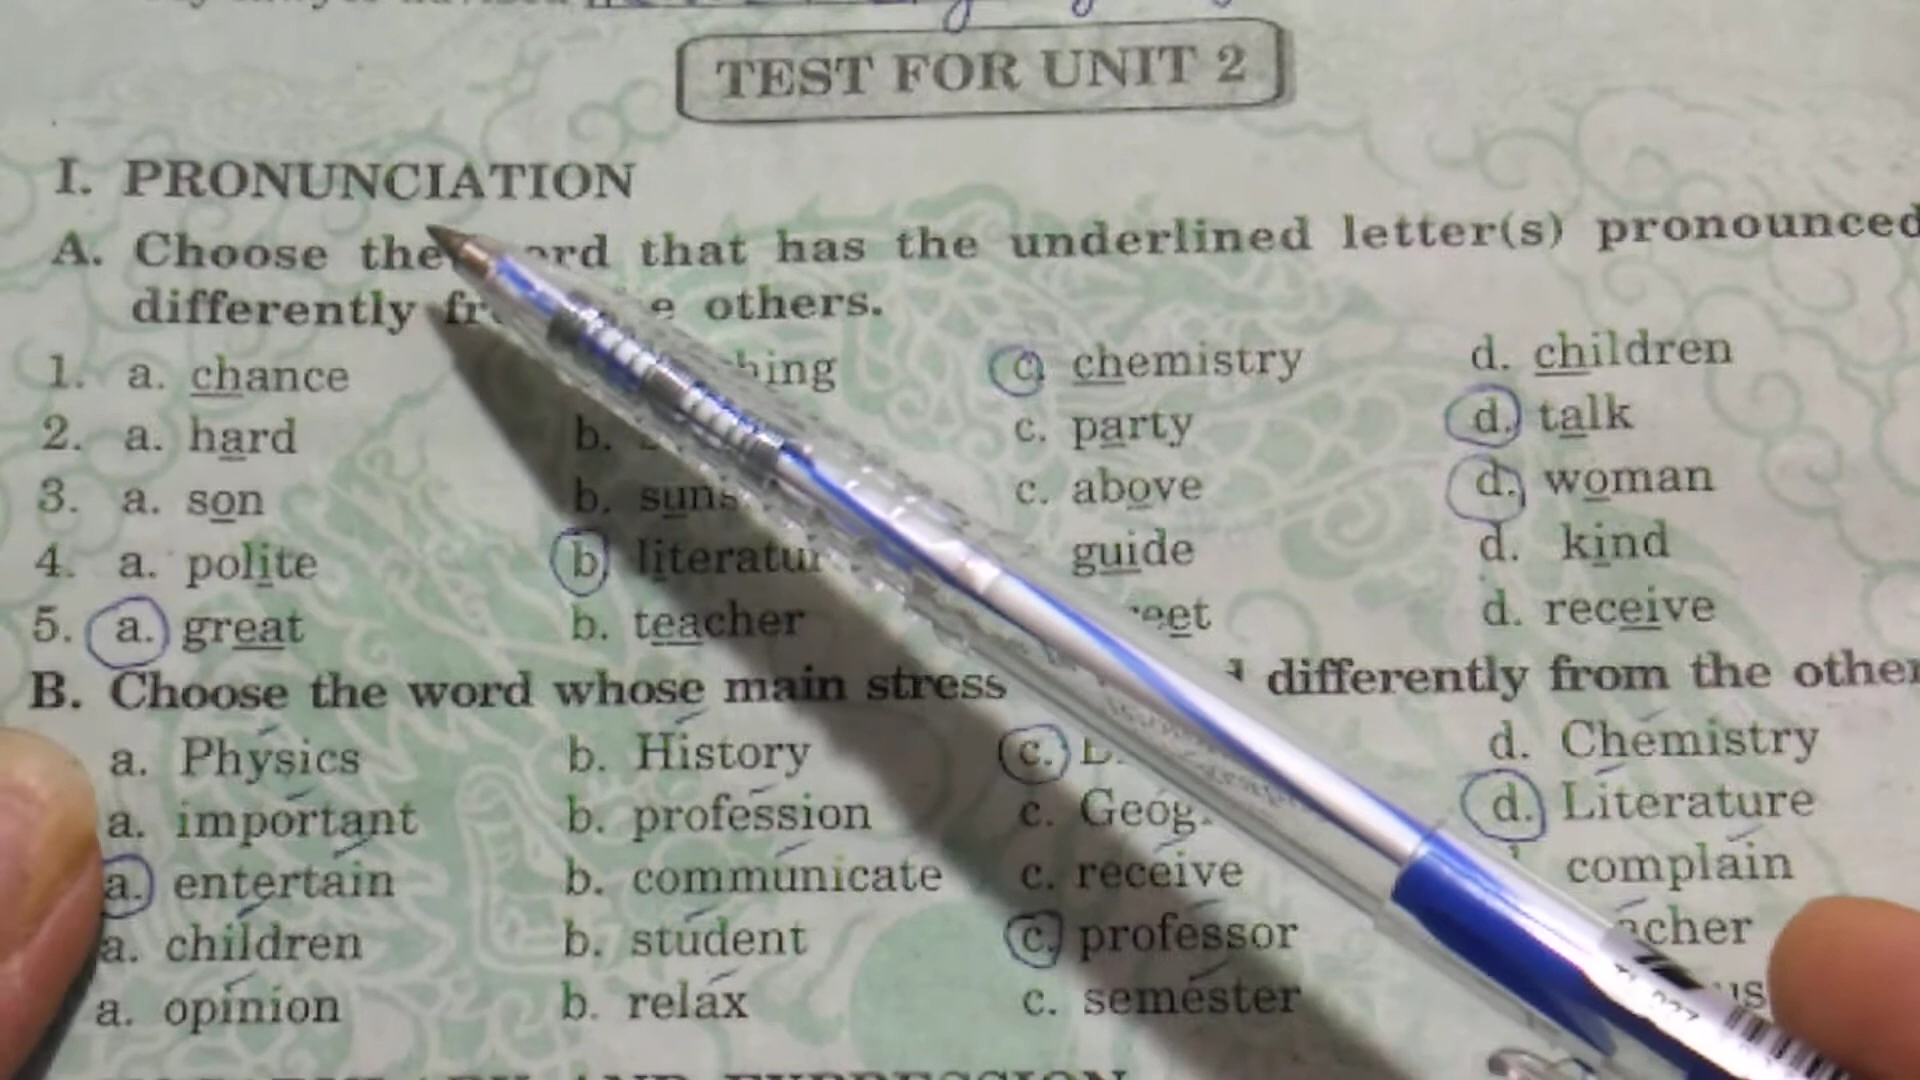 TEST FOR UNIT 2
I. PRONUNCIATION
A. Choose the that has the underlined letter(s) pronounced
differently others.
1. a. chance c. chemistry d. children
2. a. hard b. c. party d. talk
3. a. son b. c. above d. woman
4. a. polite b. guide d. kind
5. a. great b. teacher d. receive
B. Choose the word whose main stress differently from the
a. Physics b. History c. d. Chemistry
a. important b. profession c. d. Literature
a. entertain b. communicate c. receive complain
a. children b. student c. professor
a. opinion b. relax c. semester